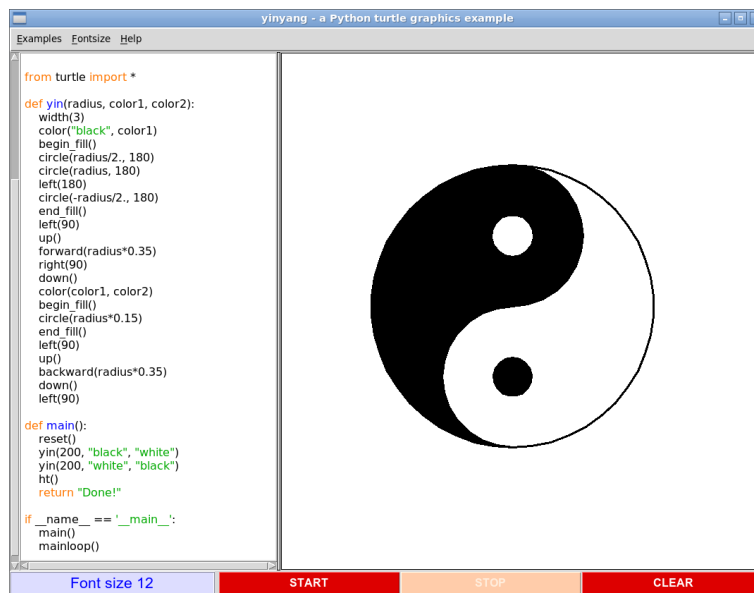 yinyang - a Python turtle graphics example
Examples Fontsize Help
from turtle import *
def yin(radius, color1, color2):
    width(3)
    color("black", color1)
    begin_fill()
    circle(radius/2., 180)
    circle(radius, 180)
    left(180)
    circle(-radius/2., 180)
    end_fill()
    left(90)
    up()
    forward(radius*0.35)
    right(90)
    down()
    color(color1, color2)
    begin_fill()
    circle(radius*0.15)
    end_fill()
    left(90)
    up()
    backward(radius*0.35)
    down()
    left(90)
def main():
    reset()
    yin(200, "black", "white")
    yin(200, "white", "black")
    ht()
    return "Done!"
if __name__ == '__main__':
    main()
    mainloop()
Font size 12 START STOP CLEAR